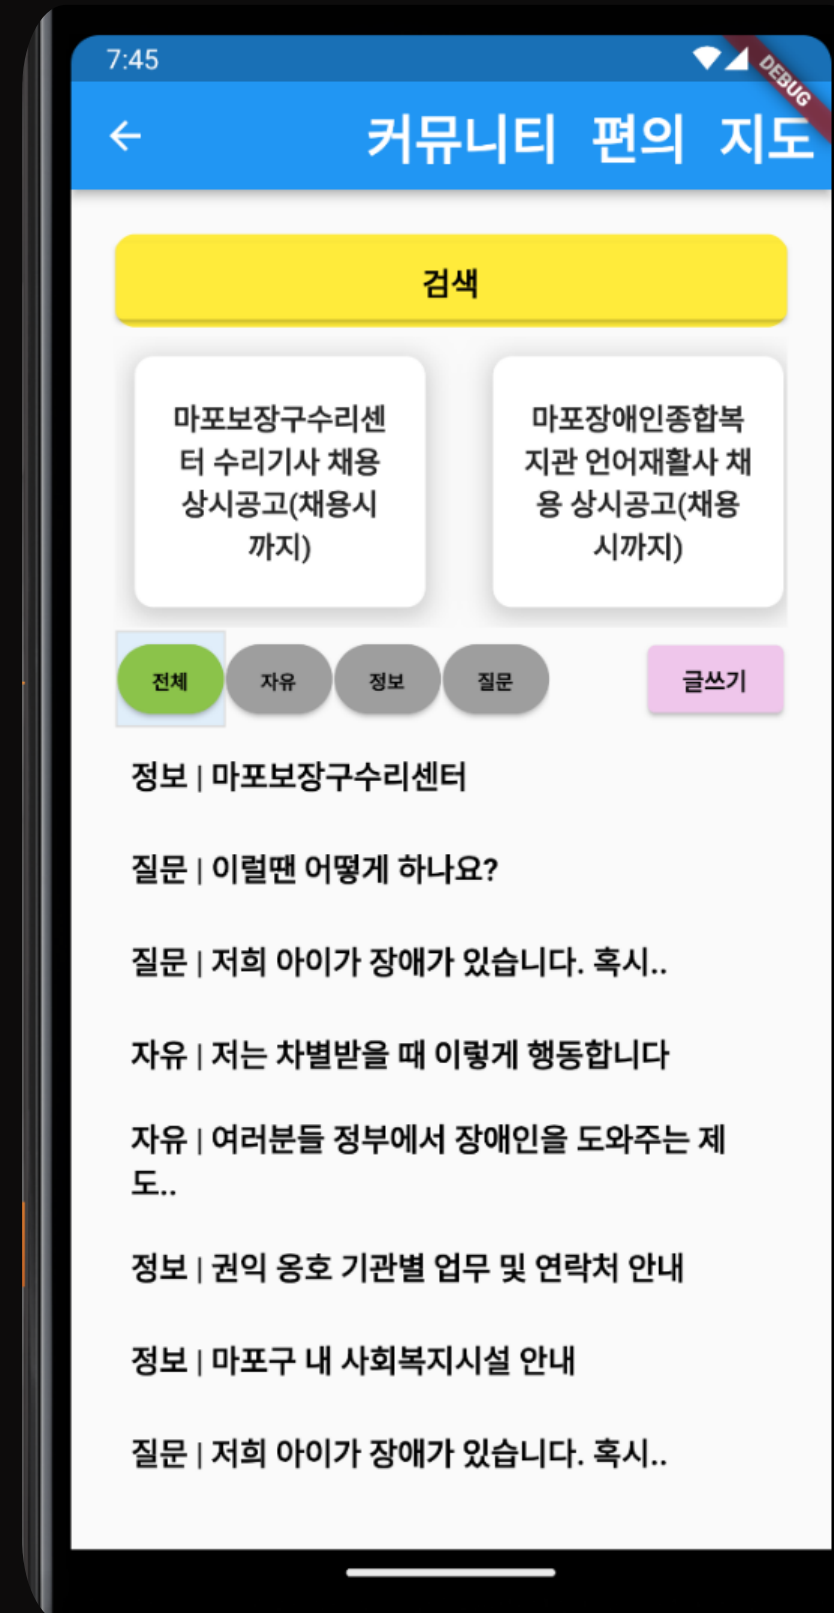 7:45
DEBUG
커뮤니티 편의 지도
검색
마포보장구수리센
터 수리기사 채용
상시공고(채용시
까지)
마포장애인종합복
지관 언어재활사 채
용 상시공고(채용
시까지)
전체 자유 정보 질문 글쓰기
정보 | 마포보장구수리센터
질문 | 이럴땐 어떻게 하나요?
질문 | 저희 아이가 장애가 있습니다. 혹시..
자유 | 저는 차별받을 때 이렇게 행동합니다
자유 | 여러분들 정부에서 장애인을 도와주는 제
도..
정보 | 권익 옹호 기관별 업무 및 연락처 안내
정보 | 마포구 내 사회복지시설 안내
질문 | 저희 아이가 장애가 있습니다. 혹시..